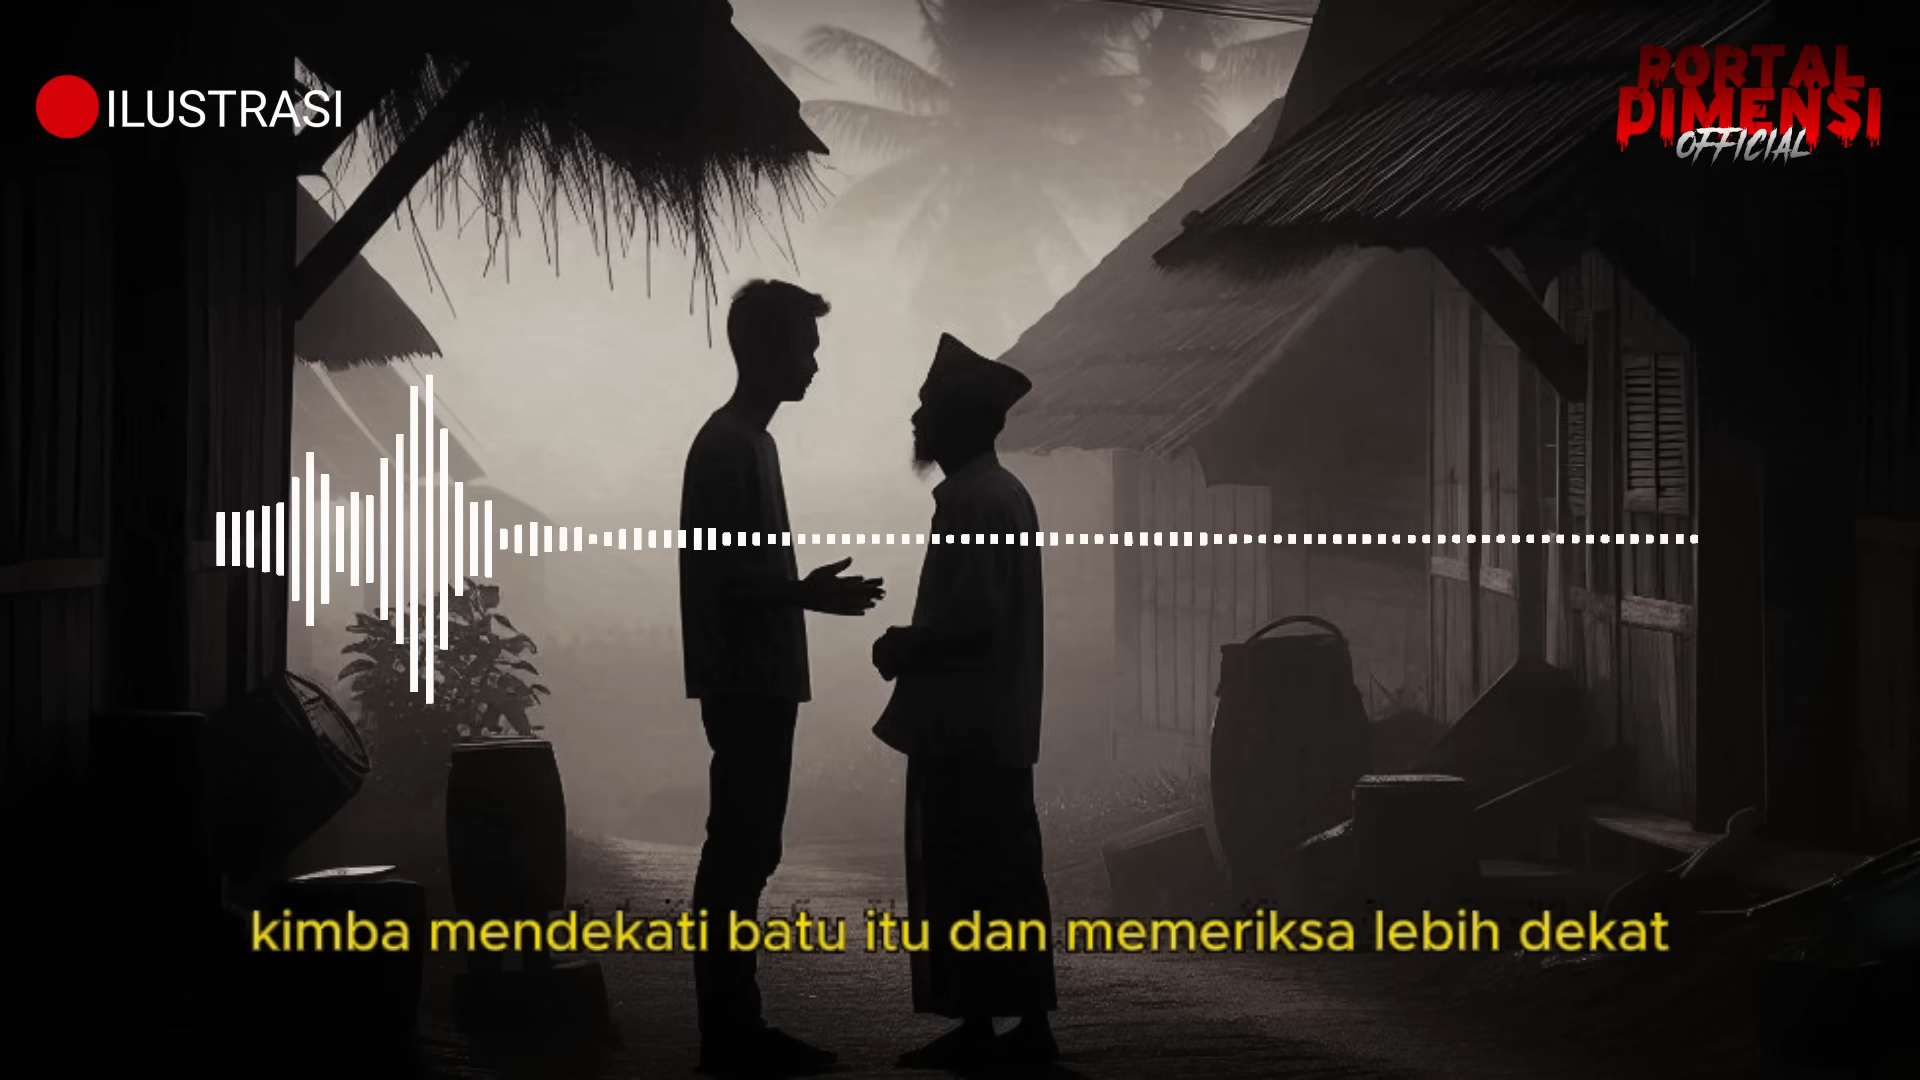 ILUSTRASI
PORTAL
DIMENSI
OFFICIAL
kimba mendekati batu itu dan memeriksa lebih dekat